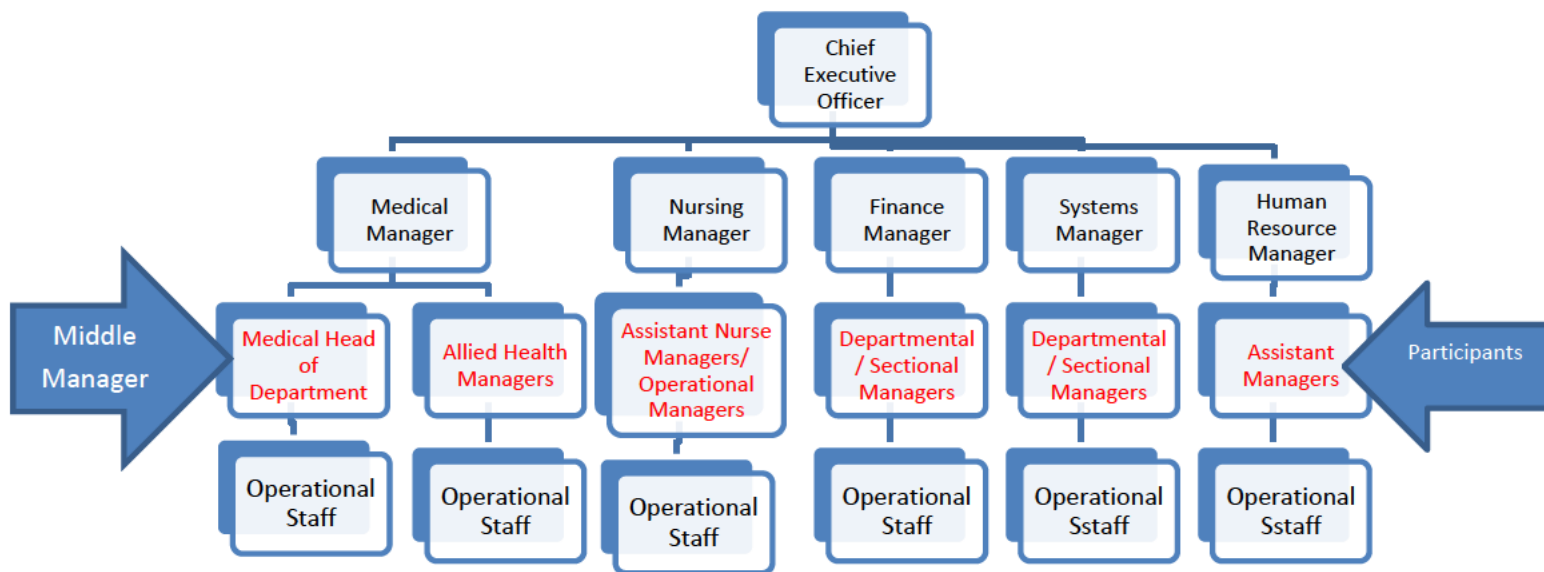 Chief
Executive
Officer
Medical
Manager
Nursing
Manager
Finance
Manager
Systems
Manager
Human
Resource
Manager
Middle
Manager
Medical Head
of
Department
Allied Health
Managers
Assistant Nurse
Managers/
Operational
Managers
Departmental
/ Sectional
Managers
Departmental
/ Sectional
Managers
Assistant
Managers
Participants
Operational
Staff
Operational
Staff
Operational
Staff
Operational
Staff
Operational
Sstaff
Operational
Sstaff